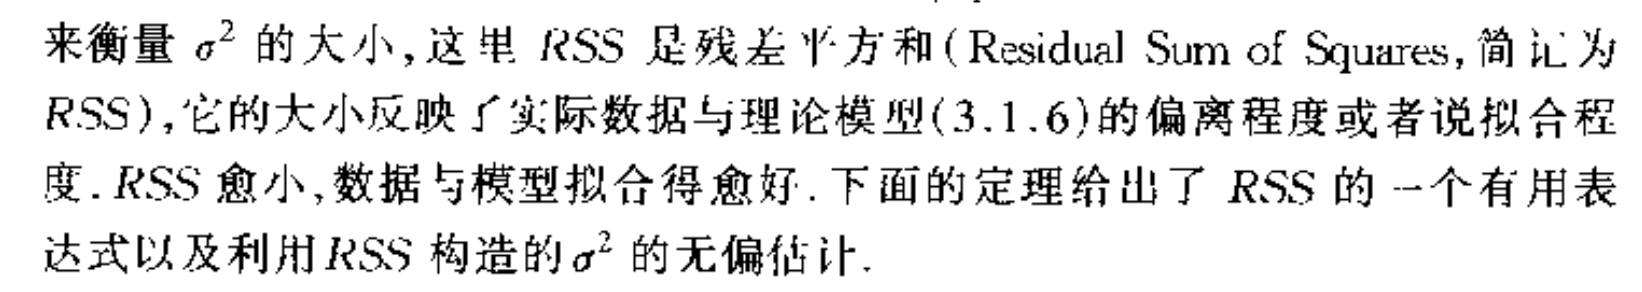 来衡量 σ² 的大小,这里 RSS 是残差平方和(Residual Sum of Squares,简记为
RSS),它的大小反映了实际数据与理论模型(3.1.6)的偏离程度或者说拟合程
度.RSS 愈小,数据与模型拟合得愈好.下面的定理给出了 RSS 的一个有用表
达式以及利用RSS 构造的σ² 的无偏估计.